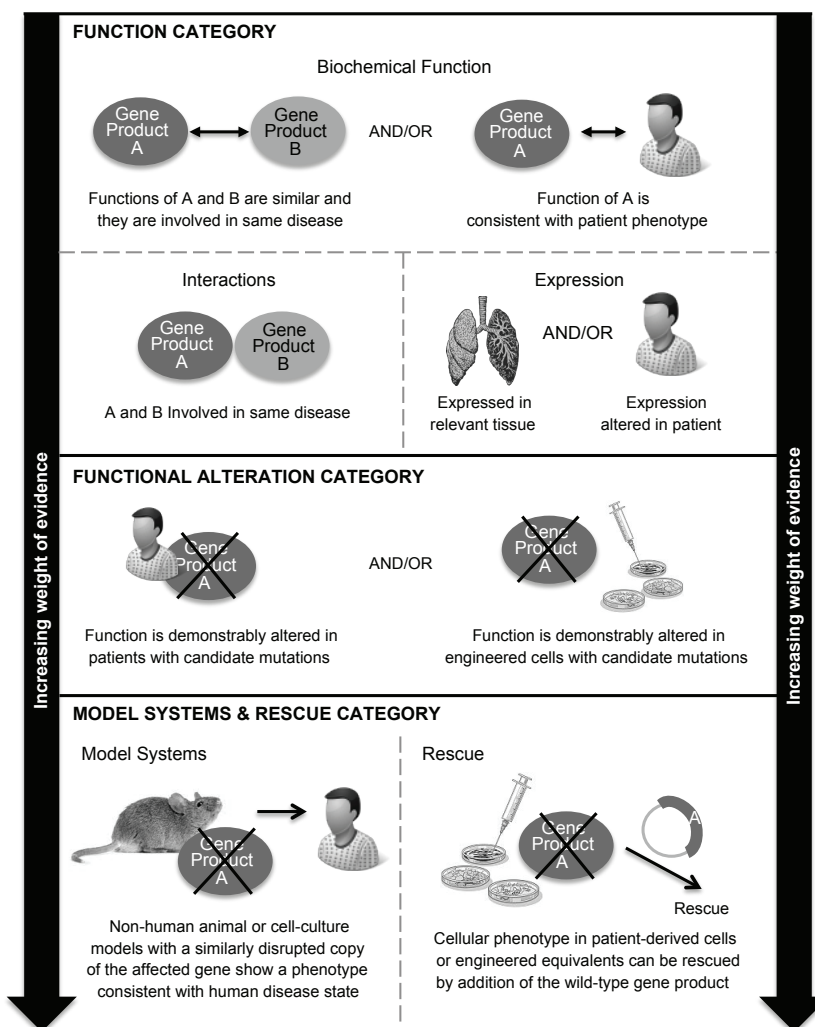 FUNCTION CATEGORY
Biochemical Function
Gene
Product
A
Gene
Product
B
AND/OR
Gene
Product
A
Functions of A and B are similar and
they are involved in same disease
Function of A is
consistent with patient phenotype
Interactions
Gene
Product
A
Gene
Product
B
A and B Involved in same disease
Expression
AND/OR
Expressed in
relevant tissue
Expression
altered in patient
FUNCTIONAL ALTERATION CATEGORY
Gene
Product
A
AND/OR
Gene
Product
A
Function is demonstrably altered in
patients with candidate mutations
Function is demonstrably altered in
engineered cells with candidate mutations
MODEL SYSTEMS & RESCUE CATEGORY
Model Systems
Gene
Product
A
Non-human animal or cell-culture
models with a similarly disrupted copy
of the affected gene show a phenotype
consistent with human disease state
Rescue
Gene
Product
A
A
Rescue
Cellular phenotype in patient-derived cells
or engineered equivalents can be rescued
by addition of the wild-type gene product
Increasing weight of evidence
Increasing weight of evidence